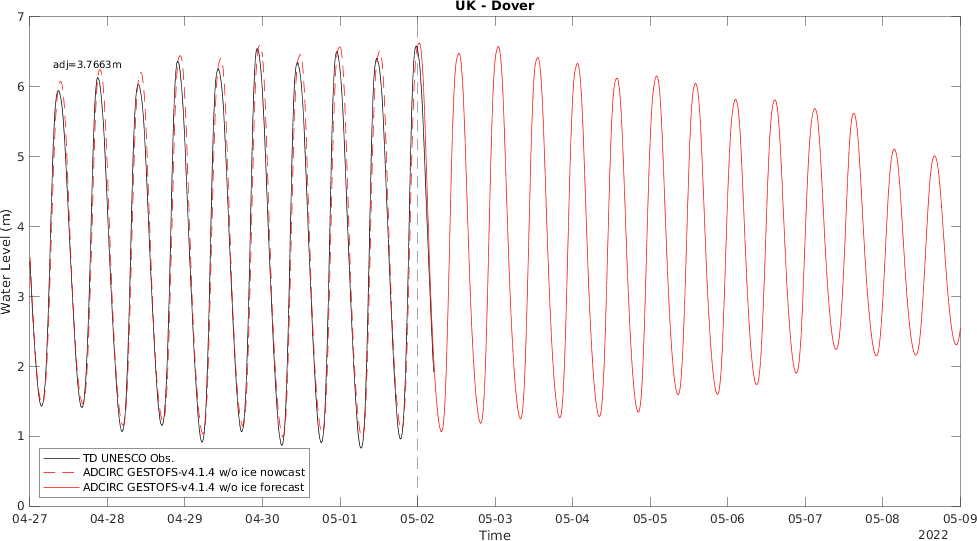 UK - Dover
7
adj=3.7663m
6
5
4
3
2
1
0
Water Level (m)
TD UNESCO Obs.
ADCIRC GESTOFS-v4.1.4 w/o ice nowcast
ADCIRC GESTOFS-v4.1.4 w/o ice forecast
04-27 04-28 04-29 04-30 05-01 05-02 05-03 05-04 05-05 05-06 05-07 05-08 05-09
Time
2022